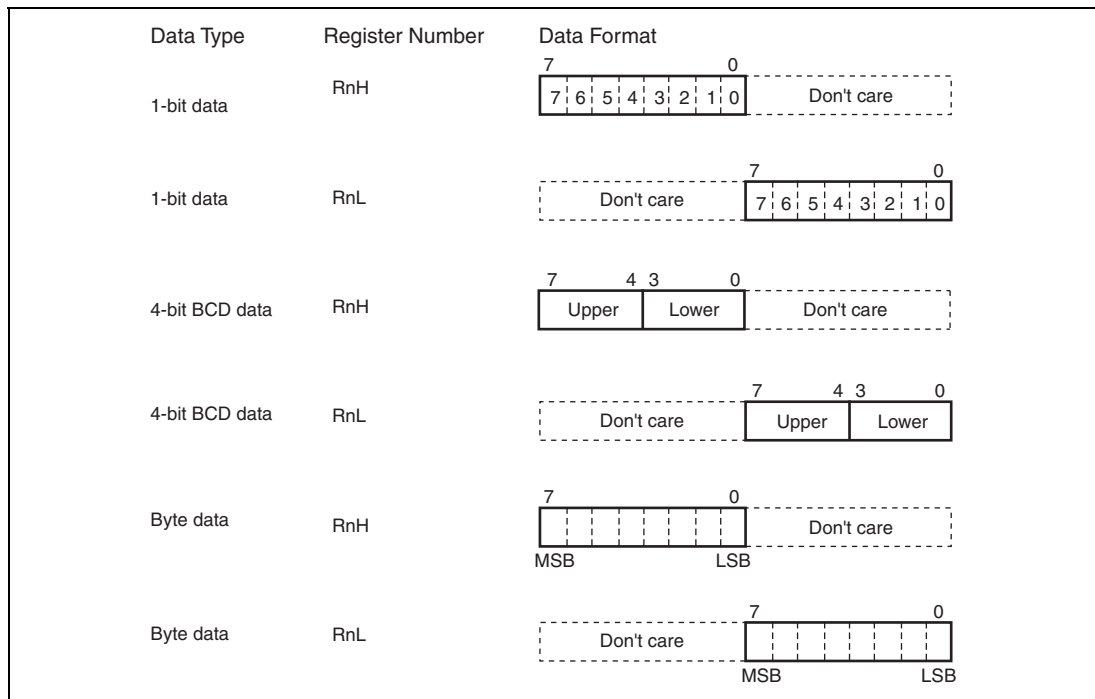 Data Type Register Number Data Format
7 0
RnH
1-bit data
7 6 5 4 3 2 1 0 Don't care
7 0
1-bit data RnL
Don't care 7 6 5 4 3 2 1 0
7 4 3 0
4-bit BCD data RnH Upper Lower Don't care
7 4 3 0
4-bit BCD data RnL Don't care Upper Lower
7 0
Byte data RnH Don't care
MSB LSB
7 0
Byte data RnL Don't care
MSB LSB